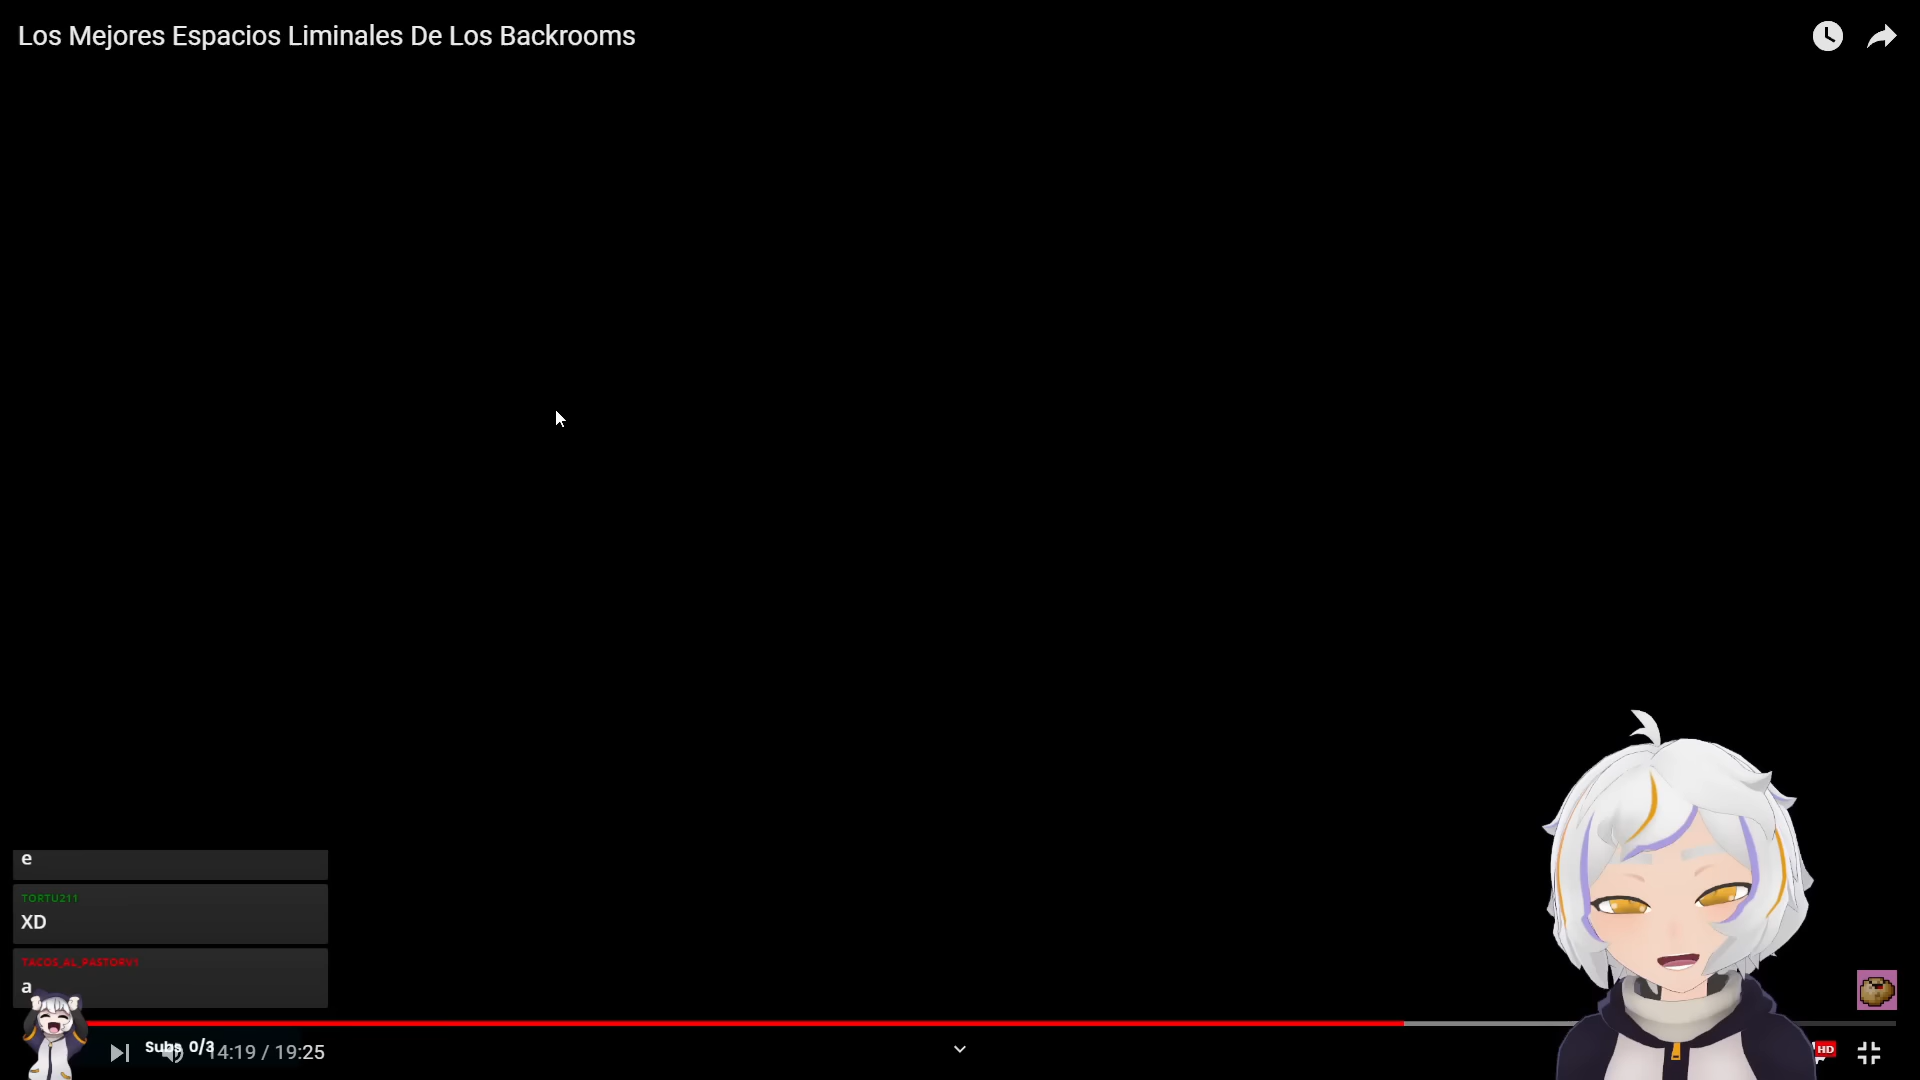 Los Mejores Espacios Liminales De Los Backrooms
e
TORTU211
XD
TACOS_AL_PASTORV1
a
Subs 0/3
14:19 / 19:25
HD